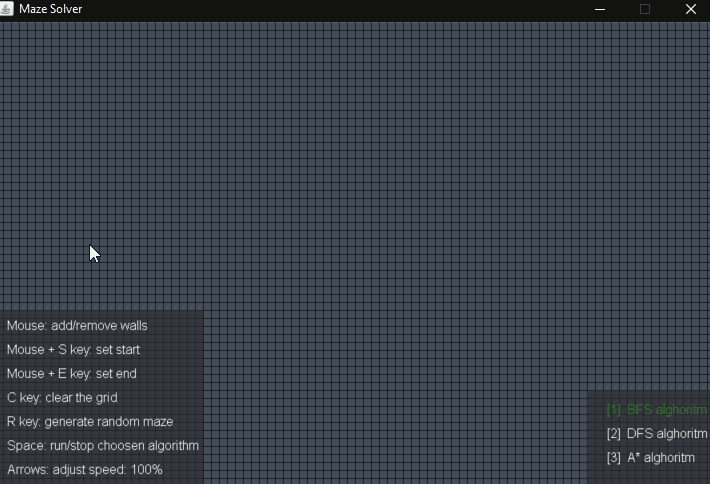 Maze Solver
Mouse: add/remove walls
Mouse + S key: set start
Mouse + E key: set end
C key: clear the grid
R key: generate random maze
Space: run/stop choosen algorithm
Arrows: adjust speed: 100%
[1] BFS alghoritm
[2] DFS alghoritm
[3] A* alghoritm